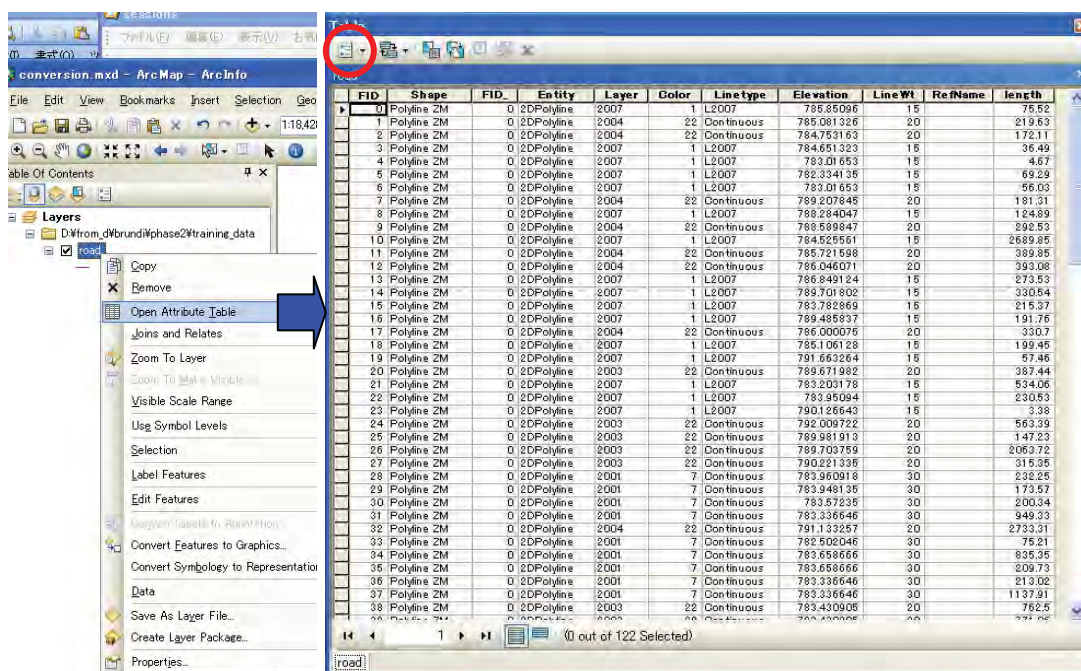 sessions
ファイル(F) 編集(E) 表示(V)
書式(O)
conversion.mxd - ArcMap - ArcInfo
File Edit View Bookmarks Insert Selection Geo
1:18,42
able Of Contents
Layers
D:¥from_d¥brundi¥phase2¥training_data
road
Copy
Remove
Open Attribute Table
Joins and Relates
Zoom To Layer
Zoom To Make Visible
Visible Scale Range
Use Symbol Levels
Selection
Label Features
Edit Features
Convert Labels to Annotation...
Convert Features to Graphics...
Convert Symbology to Representation
Data
Save As Layer File...
Create Layer Package...
Properties...
Table
road
FID Shape FID_ Entity Layer Color Linetype Elevation LineWt RefName length
0 Polyline ZM 0 2DPolyline 2007 1 L2007 785.85096 15 75.52
1 Polyline ZM 0 2DPolyline 2004 22 Continuous 785.081326 20 219.63
2 Polyline ZM 0 2DPolyline 2004 22 Continuous 784.753163 20 172.11
3 Polyline ZM 0 2DPolyline 2007 1 L2007 784.651323 15 36.49
4 Polyline ZM 0 2DPolyline 2007 1 L2007 783.01653 15 4.67
5 Polyline ZM 0 2DPolyline 2007 1 L2007 782.334135 15 69.29
6 Polyline ZM 0 2DPolyline 2007 1 L2007 783.01653 15 56.03
7 Polyline ZM 0 2DPolyline 2004 22 Continuous 789.207845 20 181.31
8 Polyline ZM 0 2DPolyline 2007 1 L2007 788.284047 15 124.89
9 Polyline ZM 0 2DPolyline 2004 22 Continuous 788.589847 20 292.53
10 Polyline ZM 0 2DPolyline 2007 1 L2007 784.525561 15 2689.85
11 Polyline ZM 0 2DPolyline 2004 22 Continuous 785.721598 20 389.85
12 Polyline ZM 0 2DPolyline 2004 22 Continuous 786.046071 20 393.08
13 Polyline ZM 0 2DPolyline 2007 1 L2007 786.849124 15 273.53
14 Polyline ZM 0 2DPolyline 2007 1 L2007 789.701802 15 330.54
15 Polyline ZM 0 2DPolyline 2007 1 L2007 783.782869 15 215.37
16 Polyline ZM 0 2DPolyline 2007 1 L2007 789.485837 15 191.76
17 Polyline ZM 0 2DPolyline 2004 22 Continuous 786.000075 20 330.7
18 Polyline ZM 0 2DPolyline 2007 1 L2007 785.106128 15 199.45
19 Polyline ZM 0 2DPolyline 2007 1 L2007 791.663264 15 57.46
20 Polyline ZM 0 2DPolyline 2003 22 Continuous 789.671982 20 387.44
21 Polyline ZM 0 2DPolyline 2007 1 L2007 783.203178 15 534.06
22 Polyline ZM 0 2DPolyline 2007 1 L2007 783.95094 15 230.53
23 Polyline ZM 0 2DPolyline 2007 1 L2007 790.126643 15 3.38
24 Polyline ZM 0 2DPolyline 2003 22 Continuous 792.009722 20 563.39
25 Polyline ZM 0 2DPolyline 2003 22 Continuous 789.981913 20 147.23
26 Polyline ZM 0 2DPolyline 2003 22 Continuous 789.703759 20 2063.72
27 Polyline ZM 0 2DPolyline 2003 22 Continuous 790.221335 20 315.35
28 Polyline ZM 0 2DPolyline 2001 7 Continuous 783.960918 30 232.25
29 Polyline ZM 0 2DPolyline 2001 7 Continuous 783.948135 30 173.57
30 Polyline ZM 0 2DPolyline 2001 7 Continuous 783.57235 30 200.34
31 Polyline ZM 0 2DPolyline 2001 7 Continuous 783.336646 30 949.33
32 Polyline ZM 0 2DPolyline 2004 22 Continuous 791.133257 20 2733.31
33 Polyline ZM 0 2DPolyline 2001 7 Continuous 782.502046 30 75.21
34 Polyline ZM 0 2DPolyline 2001 7 Continuous 783.658666 30 835.35
35 Polyline ZM 0 2DPolyline 2001 7 Continuous 783.658666 30 209.73
36 Polyline ZM 0 2DPolyline 2001 7 Continuous 783.336646 30 213.02
37 Polyline ZM 0 2DPolyline 2001 7 Continuous 783.336646 30 1137.91
38 Polyline ZM 0 2DPolyline 2003 22 Continuous 783.430905 20 762.5
1 (0 out of 122 Selected)
road